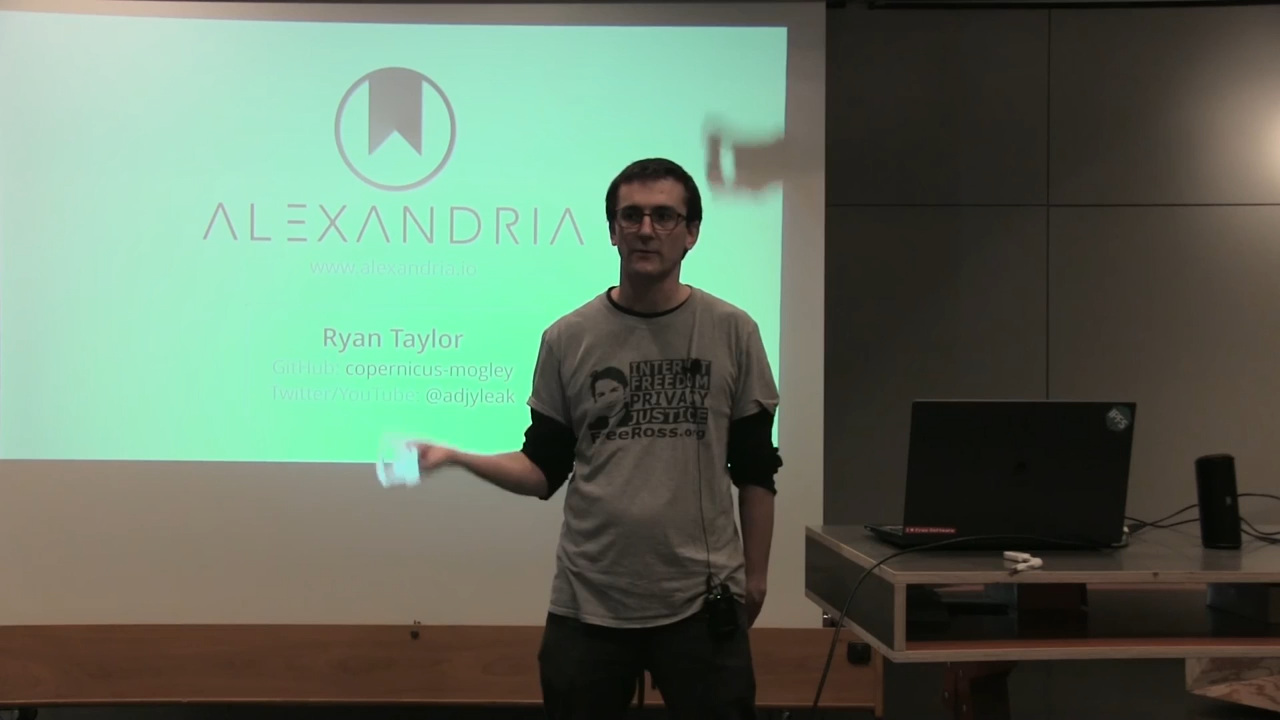 ALEXANDRIA
www.alexandria.io
Ryan Taylor
GitHub: copernicus-mogley
Twitter/YouTube: @adjyleak
INTERNET
FREEDOM
PRIVACY
JUSTICE
FreeRoss.org